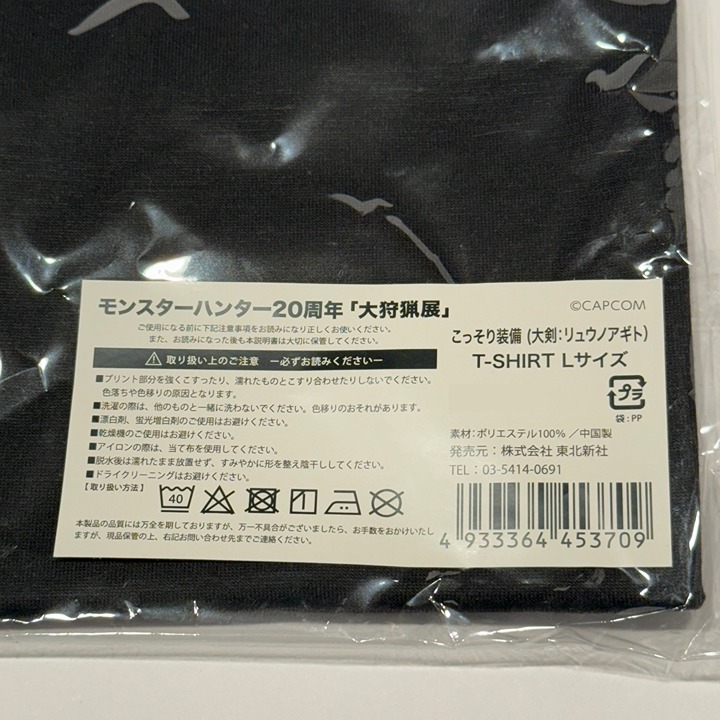 モンスターハンター20周年「大狩猟展」
ご使用になる前に下記注意事項をお読みになり正しくお使いください。
また、お読みになった後も本説明書は大切に保管してください。
取り扱い上のご注意 ー必ずお読みくださいー
■プリント部分を強くこすったり、濡れたものとこすり合わせたりしないでください。
色落ちや色移りの原因となります。
■洗濯の際は、他のものと一緒に洗わないでください。色移りのおそれがあります。
■漂白剤、蛍光増白剤のご使用はお避けください。
■乾燥機のご使用はお避けください。
■アイロンの際は、当て布を使用してください。
■脱水後は濡れたまま放置せず、すみやかに形を整え陰干ししてください。
■ドライクリーニングはお避けください。
【取り扱い方法】
40
本製品の品質には万全を期しておりますが、万一不具合がございましたら、お手数をおかけいたし
ますが、現品保管の上、右記お問い合わせ先までご連絡ください。
©CAPCOM
こっそり装備 (大剣:リュウノアギト)
T-SHIRT Lサイズ
プラ
袋:PP
素材:ポリエステル100%/中国製
発売元:株式会社 東北新社
TEL:03-5414-0691
4 933364 453709